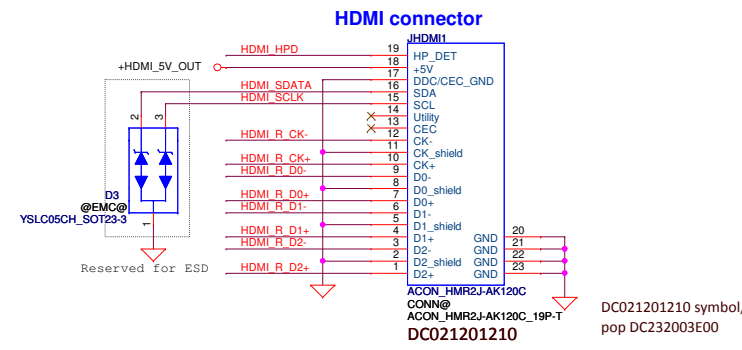 HDMI connector
JHDMI1
HDMI_HPD 19 HP_DET
+HDMI_5V_OUT 18 +5V
17 DDC/CEC_GND
HDMI_SDATA 16 SDA
HDMI_SCLK 15 SCL
14 Utility
13 CEC
HDMI_R_CK- 12 CK-
11 CK_shield
HDMI_R_CK+ 10 CK+
HDMI_R_D0- 9 D0-
8 D0_shield
HDMI_R_D0+ 7 D0+
HDMI_R_D1- 6 D1-
5 D1_shield
HDMI_R_D1+ 4 D1+ GND 20
HDMI_R_D2- 3 D2- GND 21
2 D2_shield GND 22
HDMI_R_D2+ 1 D2+ GND 23
2 3
D3
@EMC@
YSLC05CH_SOT23-3
1
Reserved for ESD
ACON_HMR2J-AK120C
CONN@
ACON_HMR2J-AK120C_19P-T
DC021201210
DC021201210 symbol,
pop DC232003E00